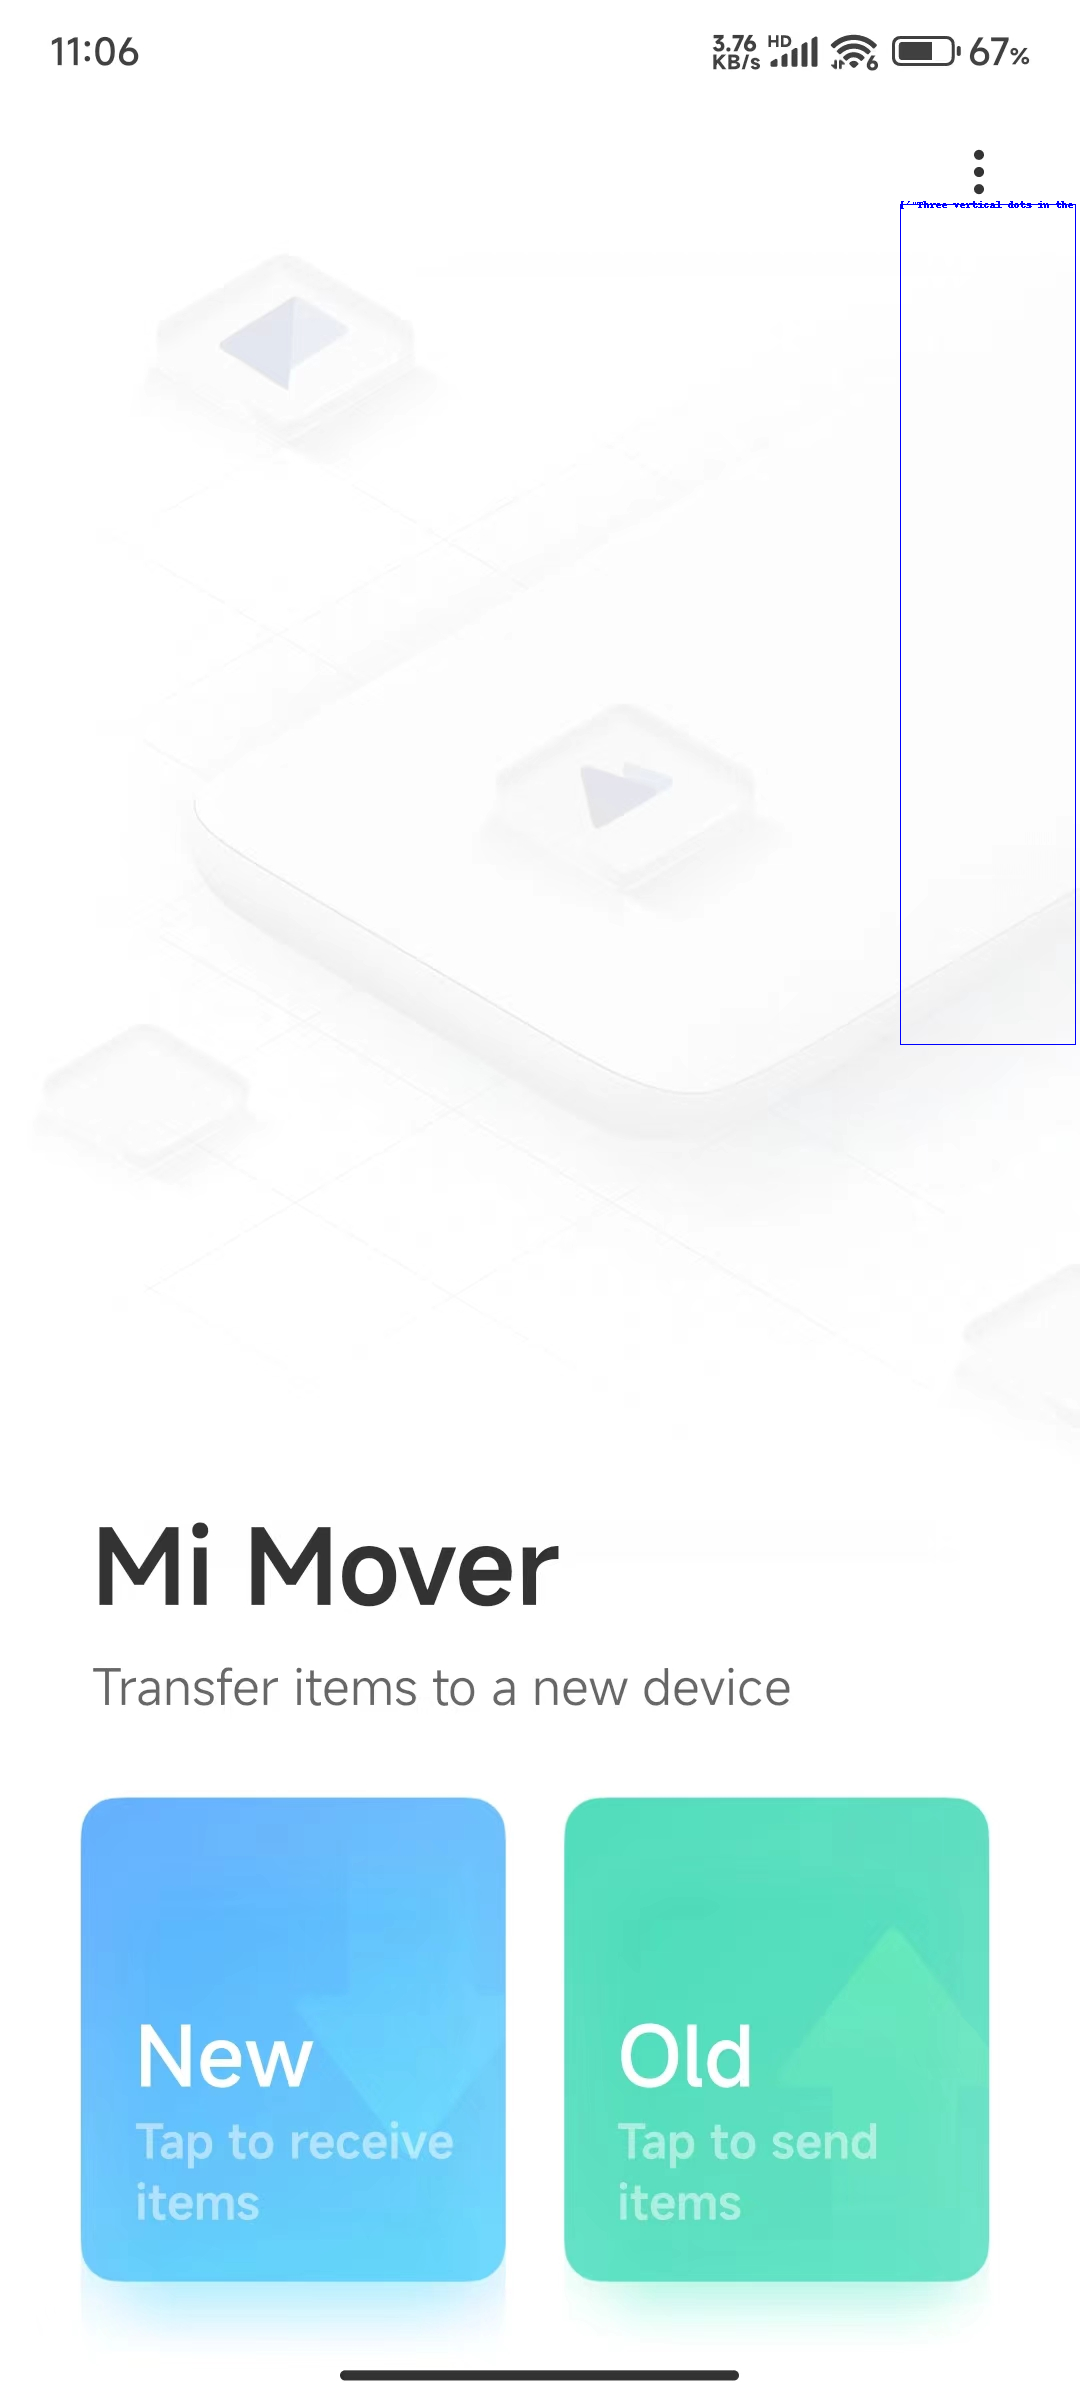 11:06
3.76 KB/s HD 6 67%
["Three vertical dots in the
Mi Mover
Transfer items to a new device
New
Tap to receive
items
Old
Tap to send
items